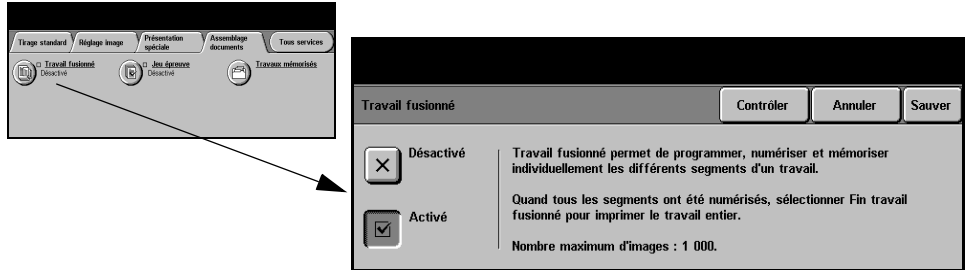 Tirage standard
Réglage image
Présentation
spéciale
Assemblage
documents
Tous services
Travail fusionné
Désactivé
Jeu épreuve
Désactivé
Travaux mémorisés
Travail fusionné
Contrôler
Annuler
Sauver
Désactivé
Activé
Travail fusionné permet de programmer, numériser et mémoriser
individuellement les différents segments d'un travail.
Quand tous les segments ont été numérisés, sélectionner Fin travail
fusionné pour imprimer le travail entier.
Nombre maximum d'images : 1 000.